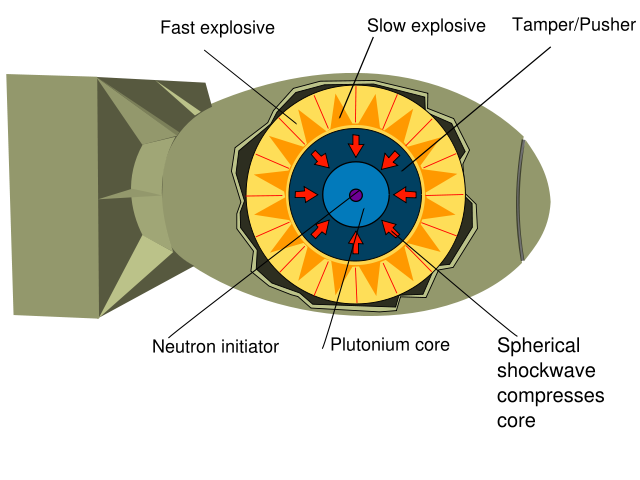 Fast explosive
Slow explosive
Tamper/Pusher
Neutron initiator
Plutonium core
Spherical
shockwave
compresses
core